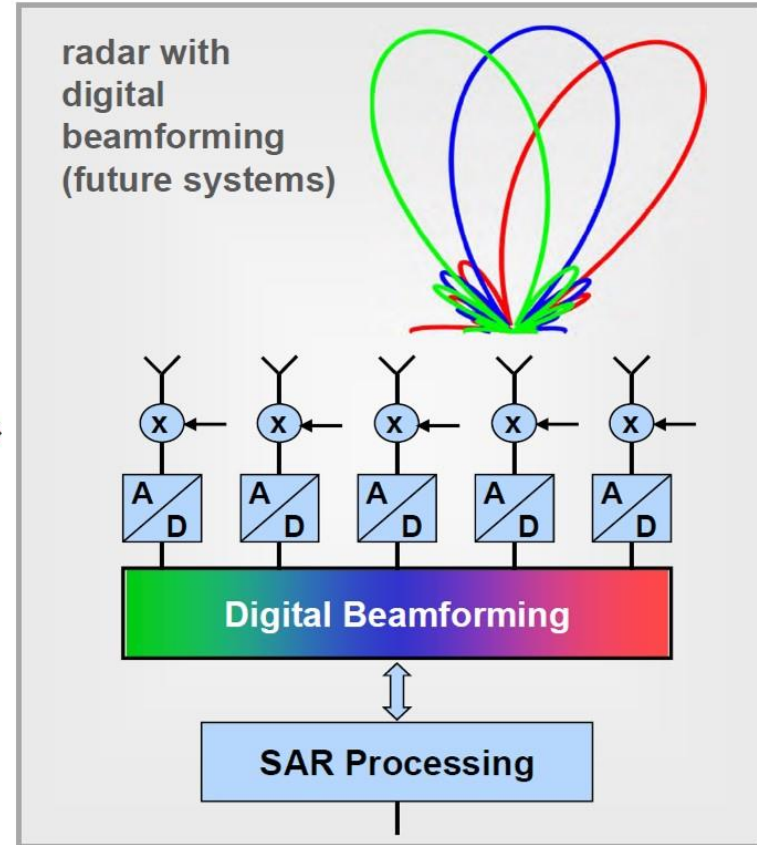 radar with
digital
beamforming
(future systems)
x x x x x
A A A A A
D D D D D
Digital Beamforming
SAR Processing